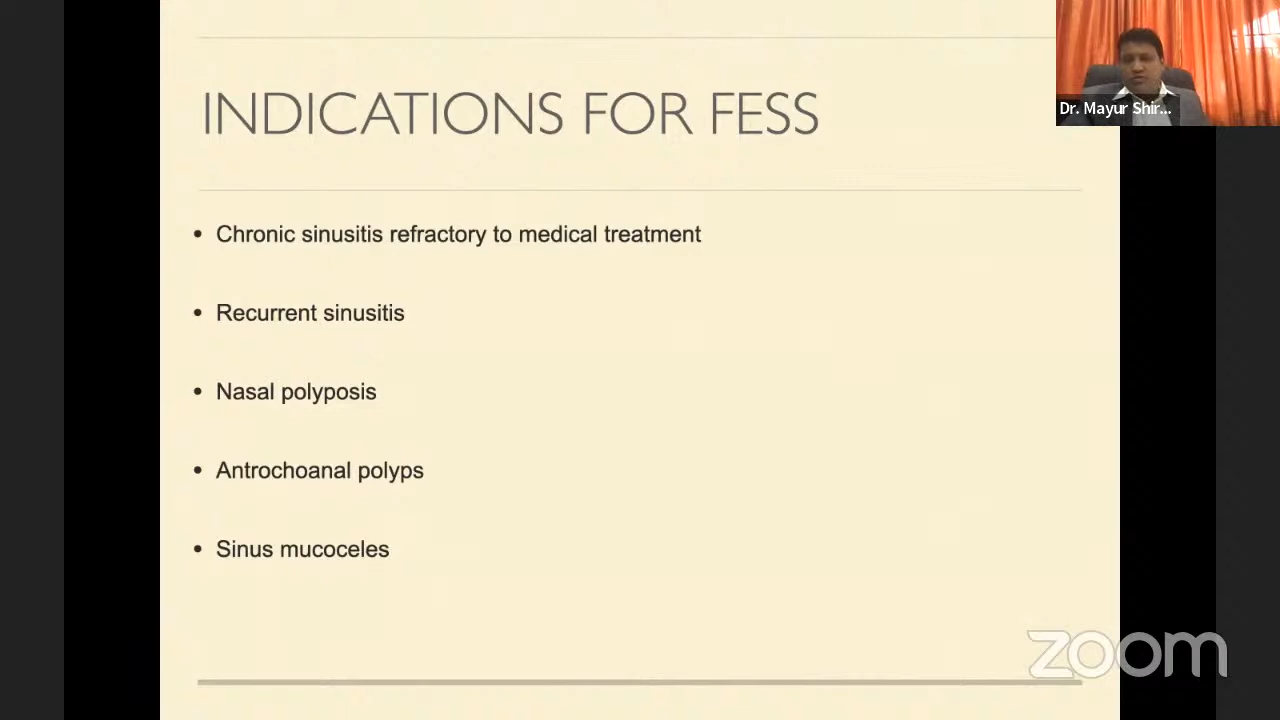 INDICATIONS FOR FESS
Dr. Mayur Shir...
• Chronic sinusitis refractory to medical treatment
• Recurrent sinusitis
• Nasal polyposis
• Antrochoanal polyps
• Sinus mucoceles
zoom